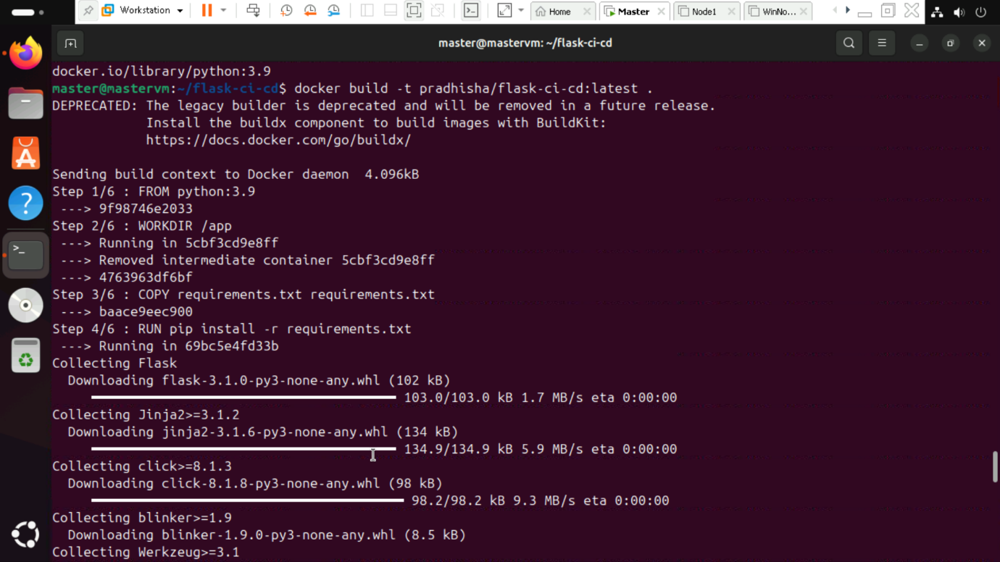 Workstation
Home
Master
Node1
WinNo...
master@mastervm: ~/flask-ci-cd
docker.io/library/python:3.9
master@mastervm:~/flask-ci-cd$ docker build -t pradhisha/flask-ci-cd:latest .
DEPRECATED: The legacy builder is deprecated and will be removed in a future release.
            Install the buildx component to build images with BuildKit:
            https://docs.docker.com/go/buildx/

Sending build context to Docker daemon  4.096kB
Step 1/6 : FROM python:3.9
 ---> 9f98746e2033
Step 2/6 : WORKDIR /app
 ---> Running in 5cbf3cd9e8ff
 ---> Removed intermediate container 5cbf3cd9e8ff
 ---> 4763963df6bf
Step 3/6 : COPY requirements.txt requirements.txt
 ---> baace9eec900
Step 4/6 : RUN pip install -r requirements.txt
 ---> Running in 69bc5e4fd33b
Collecting Flask
  Downloading flask-3.1.0-py3-none-any.whl (102 kB)
     103.0/103.0 kB 1.7 MB/s eta 0:00:00
Collecting Jinja2>=3.1.2
  Downloading jinja2-3.1.6-py3-none-any.whl (134 kB)
     134.9/134.9 kB 5.9 MB/s eta 0:00:00
Collecting click>=8.1.3
  Downloading click-8.1.8-py3-none-any.whl (98 kB)
     98.2/98.2 kB 9.3 MB/s eta 0:00:00
Collecting blinker>=1.9
  Downloading blinker-1.9.0-py3-none-any.whl (8.5 kB)
Collecting Werkzeug>=3.1